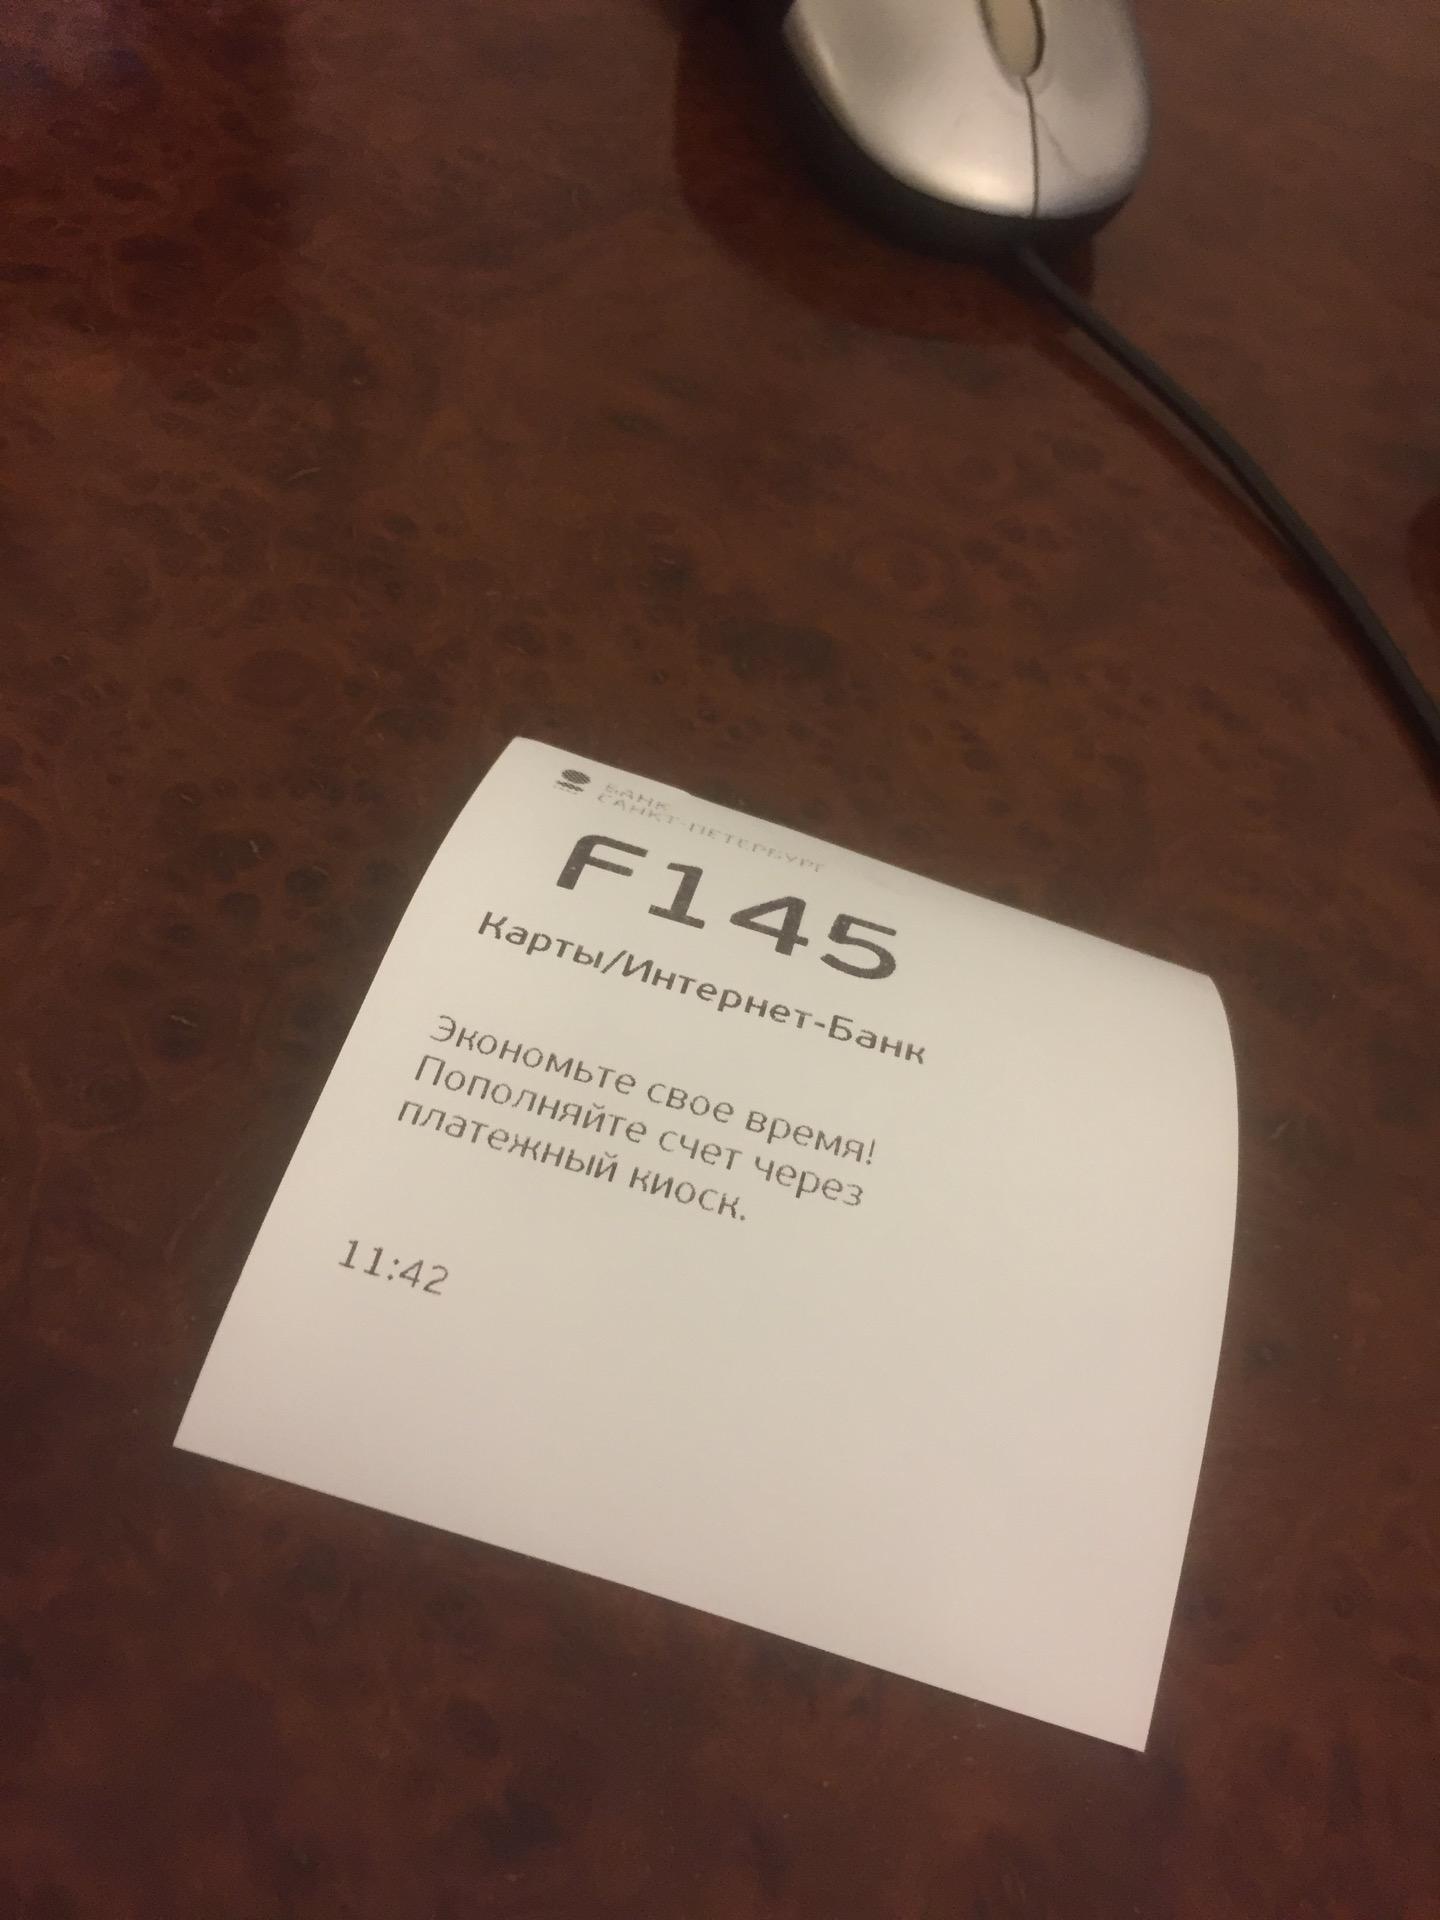 БАНК
САНКТ-ПЕТЕРБУРГ
F145
Карты/Интернет-Банк
Экономьте свое время!
Пополняйте счет через
платежный киоск.
11:42